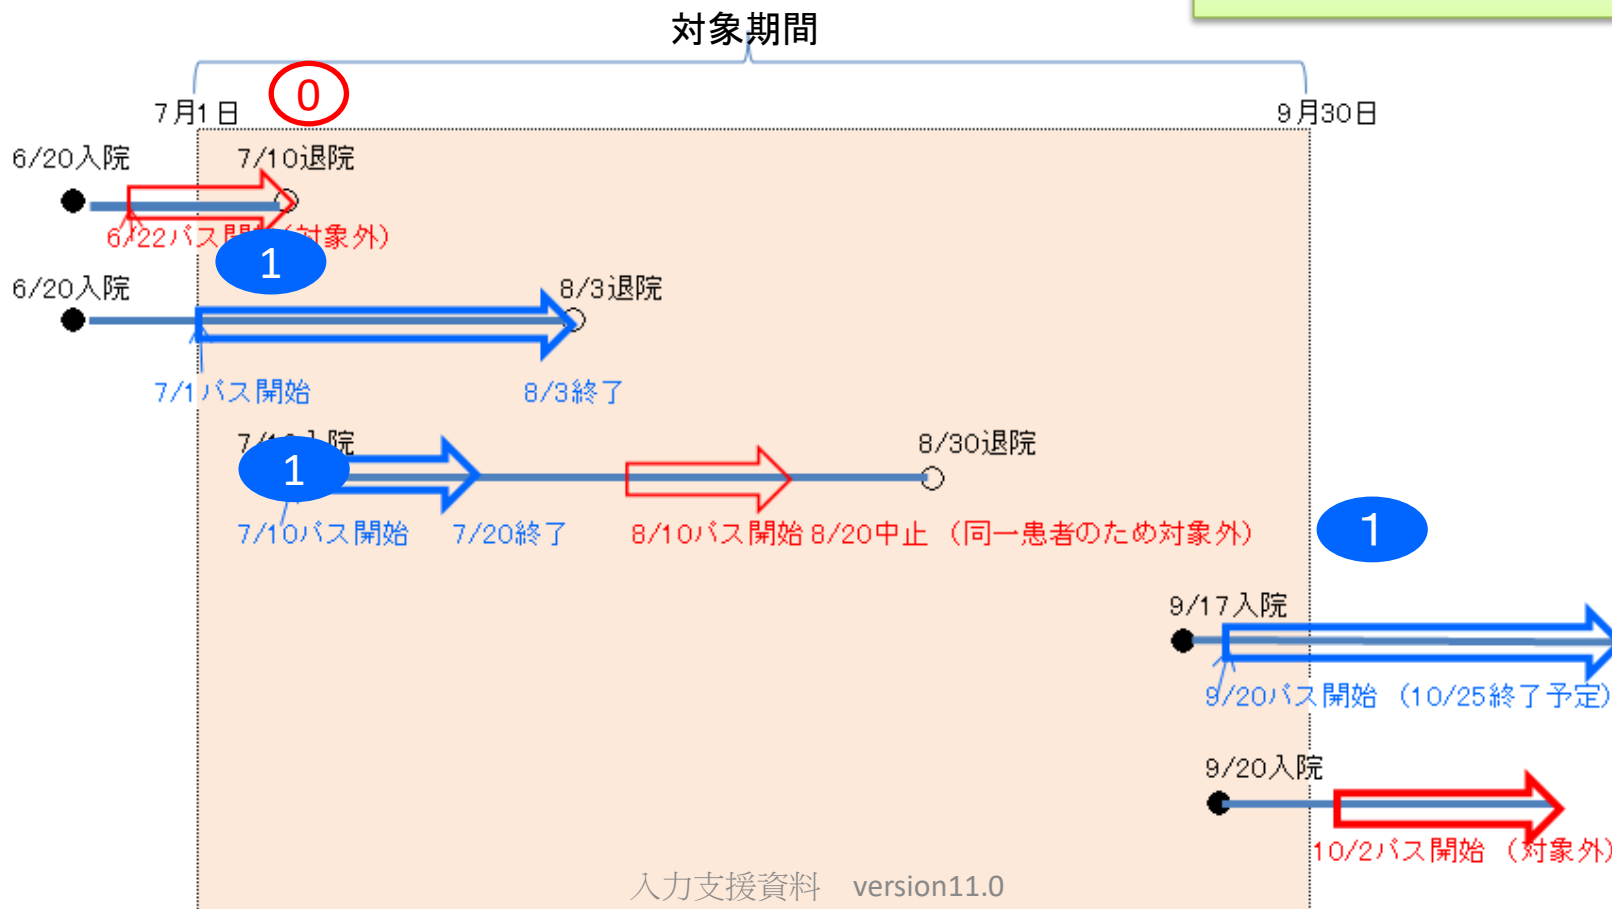 対象期間
0
7月1日
9月30日
6/20入院
7/10退院
6/22パス開 (対象外)
1
6/20入院
8/3退院
7/1パス開始
8/3終了
7/10入院
8/30退院
1
7/10パス開始
7/20終了
8/10パス開始 8/20中止 (同一患者のため対象外)
1
9/17入院
9/20パス開始 (10/25終了予定)
9/20入院
10/2パス開始 (対象外)
入力支援資料 version11.0